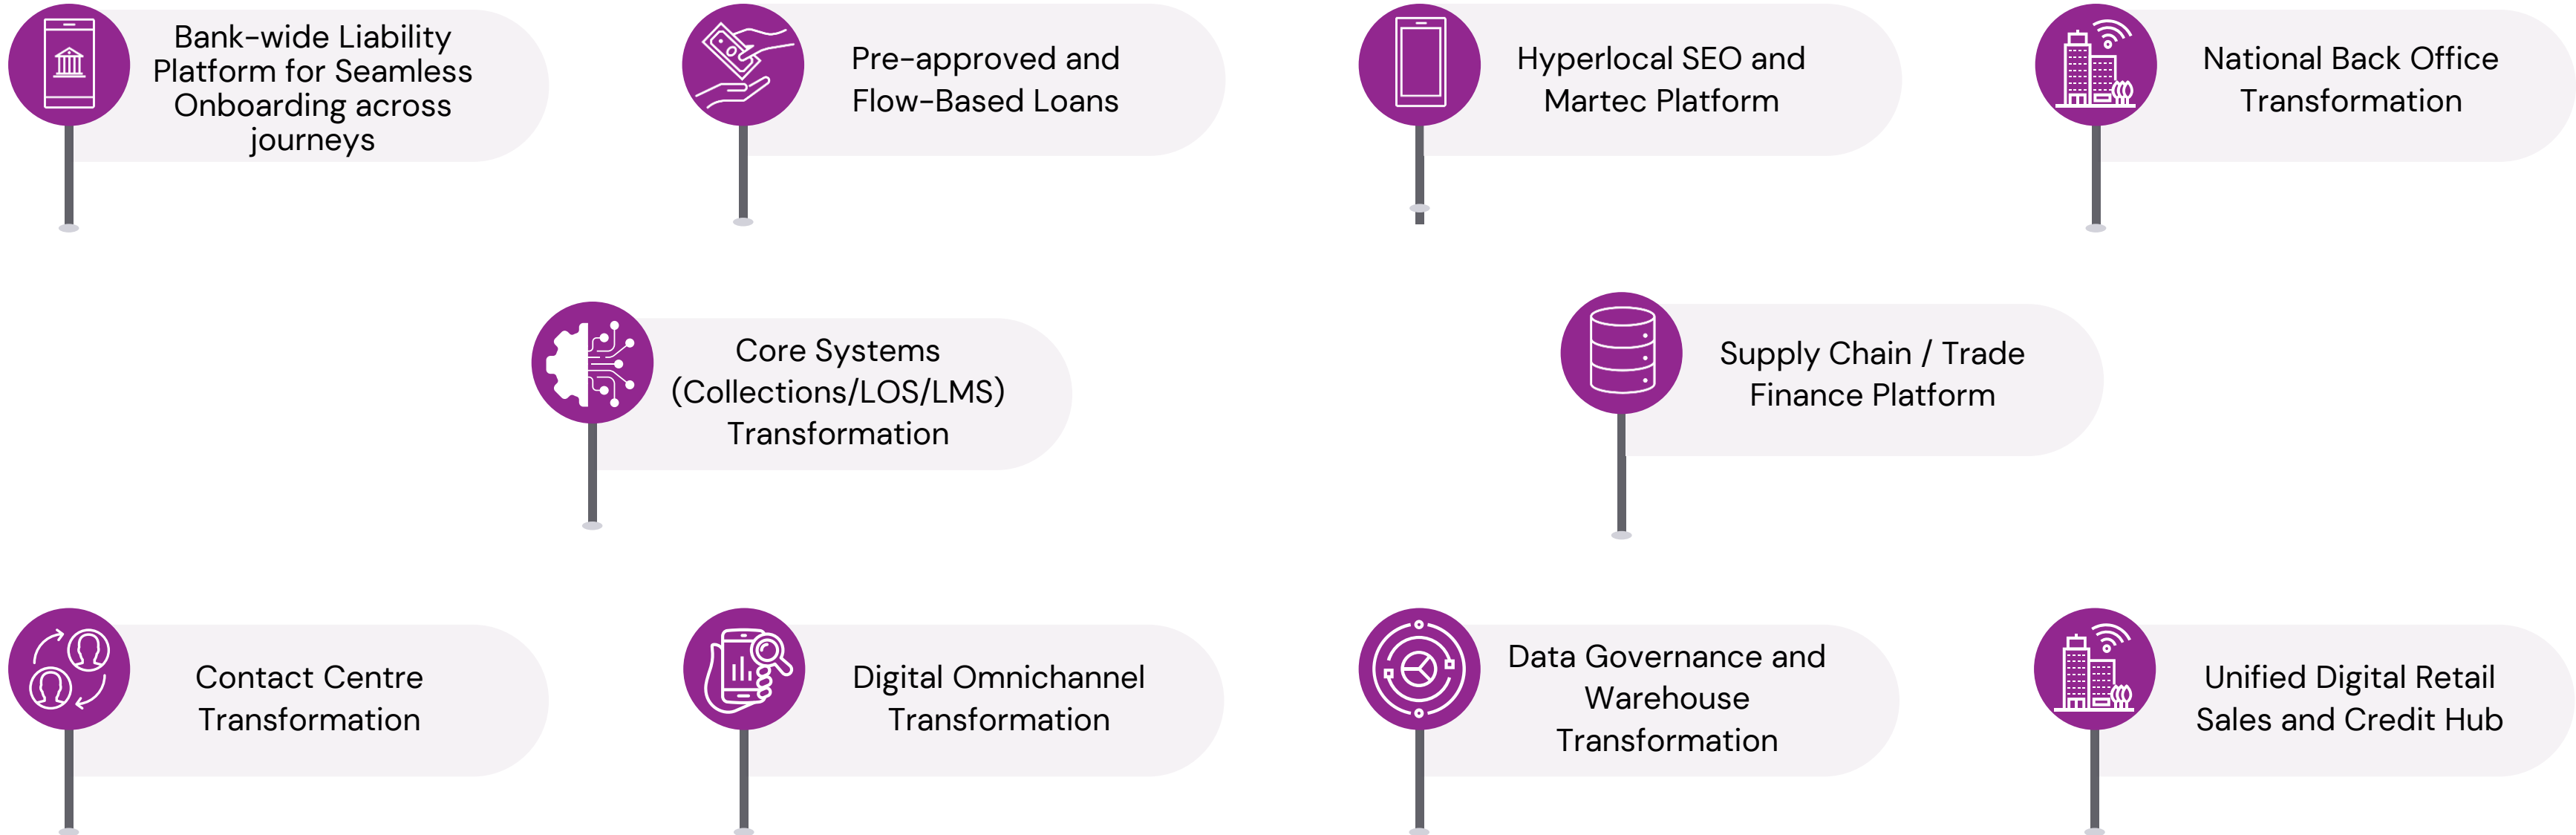 Bank-wide Liability
Platform for Seamless
Onboarding across
journeys
Pre-approved and
Flow-Based Loans
Hyperlocal SEO and
Martec Platform
National Back Office
Transformation
Core Systems
(Collections/LOS/LMS)
Transformation
Supply Chain / Trade
Finance Platform
Contact Centre
Transformation
Digital Omnichannel
Transformation
Data Governance and
Warehouse
Transformation
Unified Digital Retail
Sales and Credit Hub